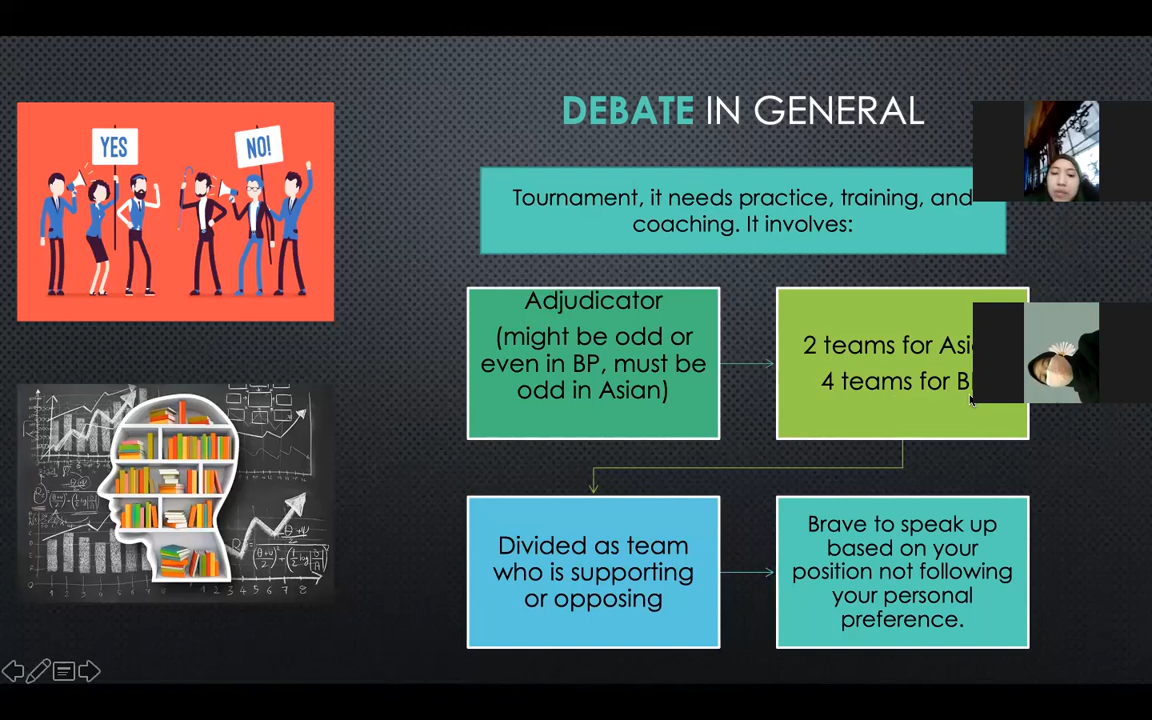 DEBATE IN GENERAL
YES
NO!
Tournament, it needs practice, training, and
coaching. It involves:
Adjudicator
(might be odd or
even in BP, must be
odd in Asian)
2 teams for
4 teams for
Divided as team
who is supporting
or opposing
Brave to speak up
based on your
position not following
your personal
preference.